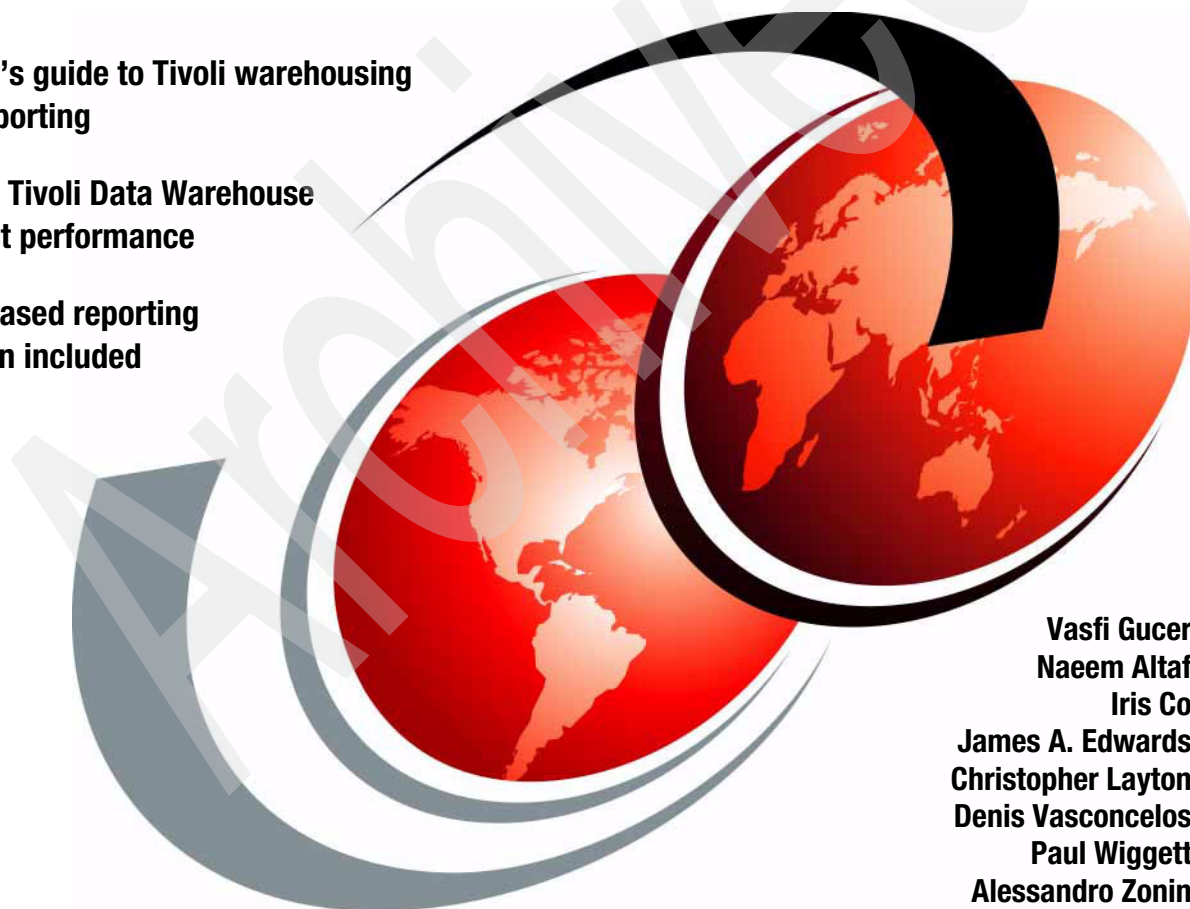 's guide to Tivoli warehousing
porting
Tivoli Data Warehouse
t performance
ased reporting
n included
Archive
Vasfi Gucer
Naeem Altaf
Iris Co
James A. Edwards
Christopher Layton
Denis Vasconcelos
Paul Wiggett
Alessandro Zonin